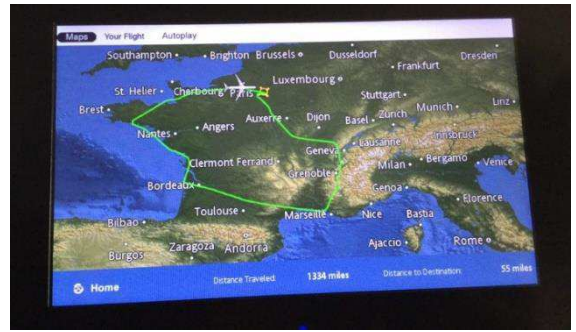 Maps Your Flight Autoplay
Southampton Brighton Brussels Dusseldorf Dresden
Frankfurt
Luxembourg
St. Helier Cherbourg Paris Stuttgart
Brest Munich Linz
Auxerre Dijon Basel Zurich
Nantes Angers Innsbruck
Lausanne
Geneva
Clermont Ferrand Milan Bergamo Venice
Grenoble
Bordeaux Genoa
Toulouse Marseille Nice Bastia Florence
Bilbao
Zaragoza Andorra Ajaccio Rome
Burgos
Home Distance Traveled: 1334 miles Distance to Destination: 55 miles